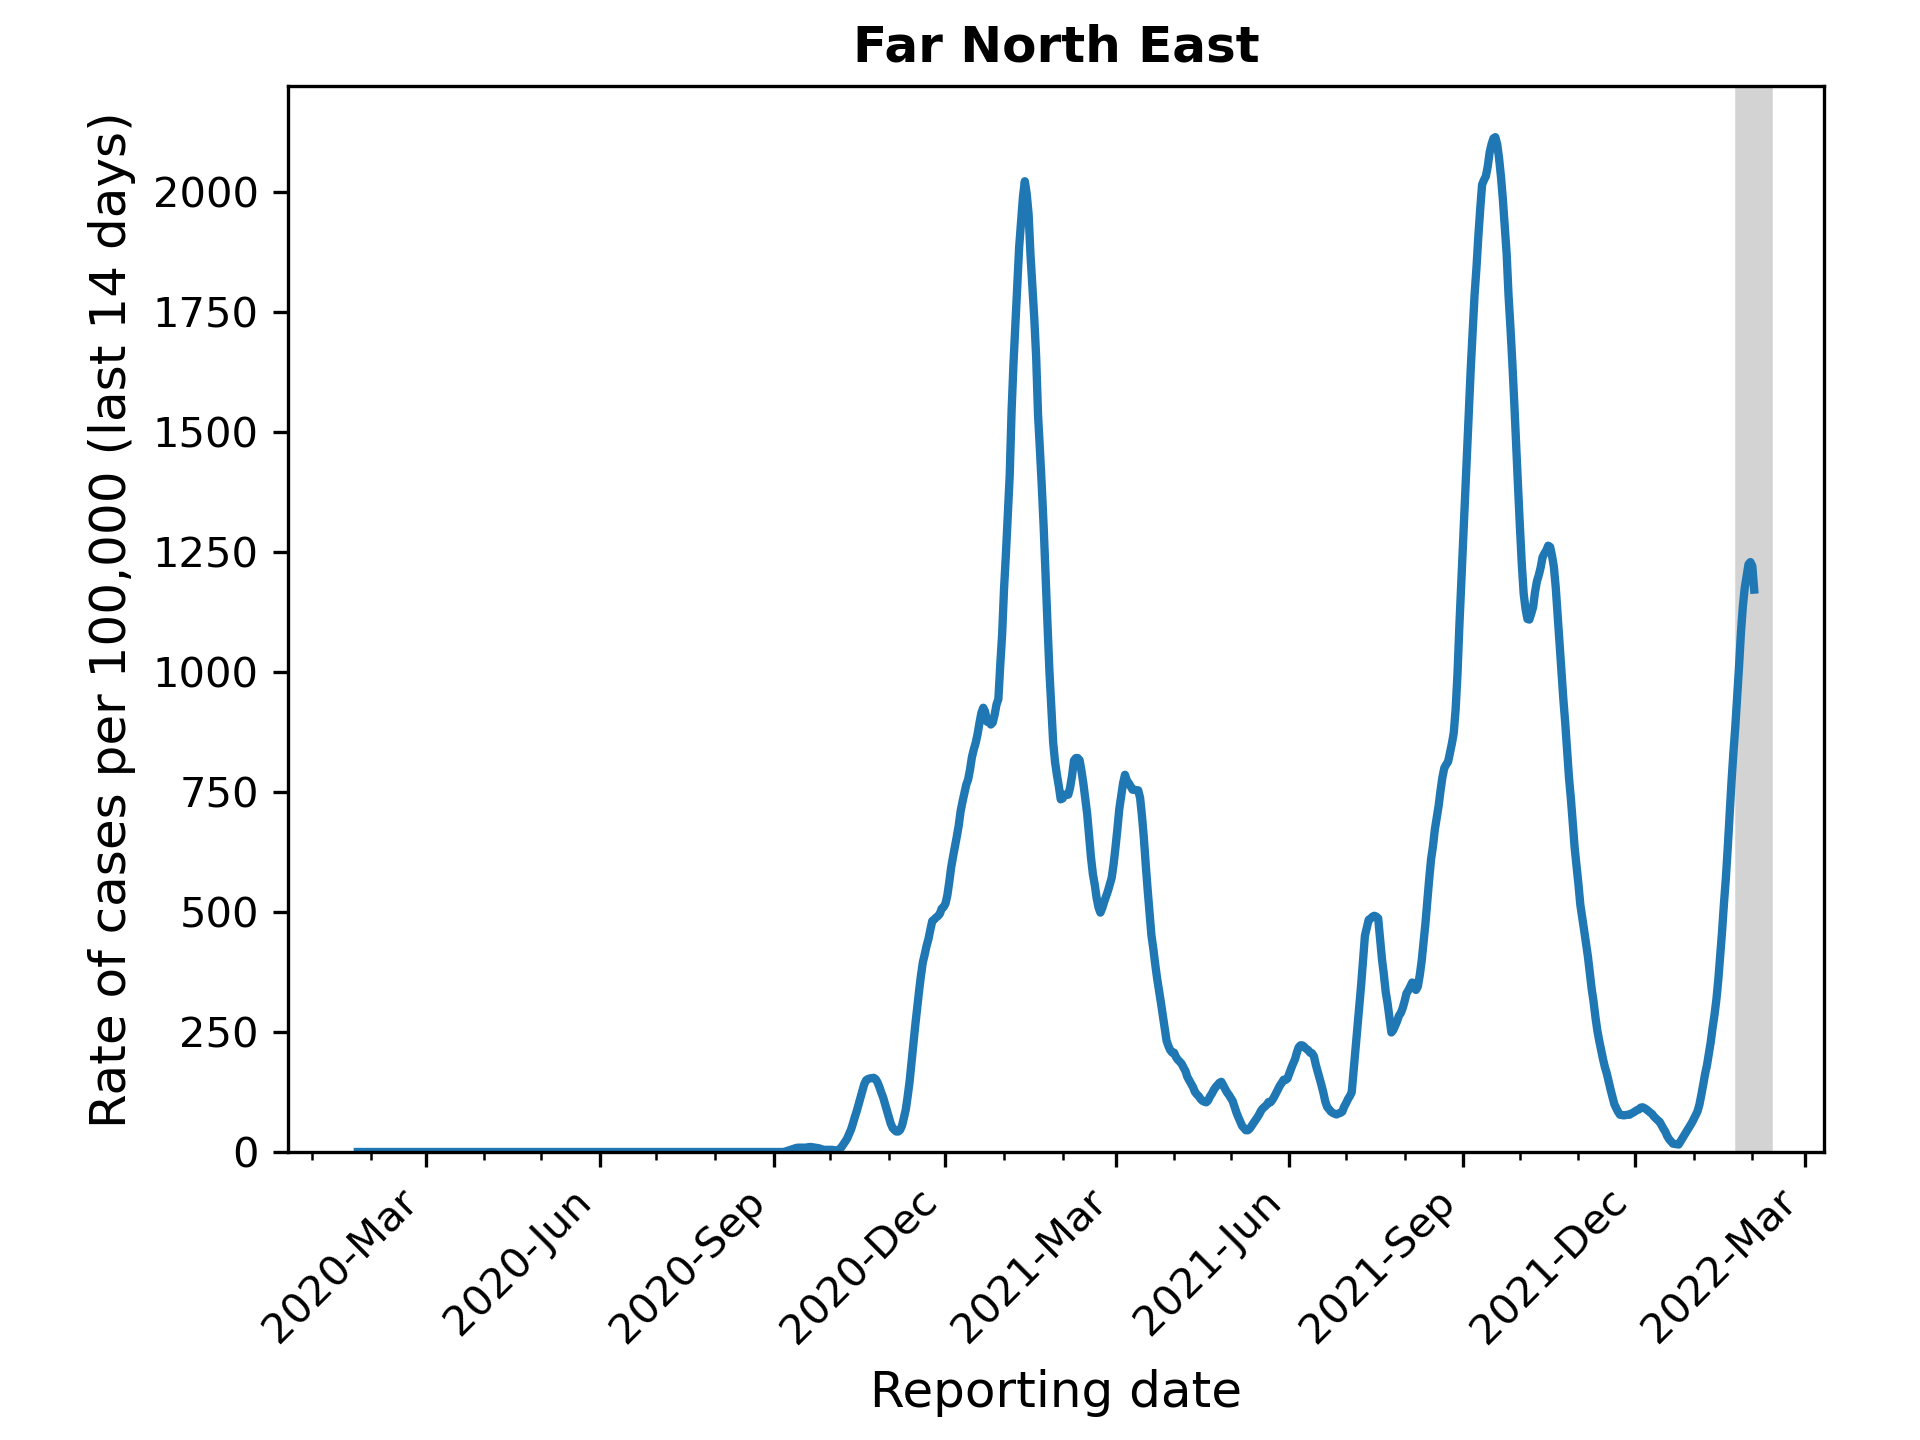 Far North East
Rate of cases per 100,000 (last 14 days)
2000
1750
1500
1250
1000
750
500
250
0
2020-Mar
2020-Jun
2020-Sep
2020-Dec
2021-Mar
2021-Jun
2021-Sep
2021-Dec
2022-Mar
Reporting date